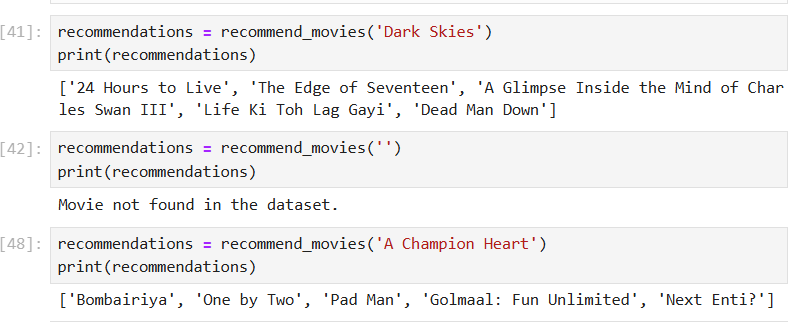 [41]: recommendations = recommend_movies('Dark Skies')
print(recommendations)
['24 Hours to Live', 'The Edge of Seventeen', 'A Glimpse Inside the Mind of Char
les Swan III', 'Life Ki Toh Lag Gayi', 'Dead Man Down']
[42]: recommendations = recommend_movies('')
print(recommendations)
Movie not found in the dataset.
[48]: recommendations = recommend_movies('A Champion Heart')
print(recommendations)
['Bombairiya', 'One by Two', 'Pad Man', 'Golmaal: Fun Unlimited', 'Next Enti?']